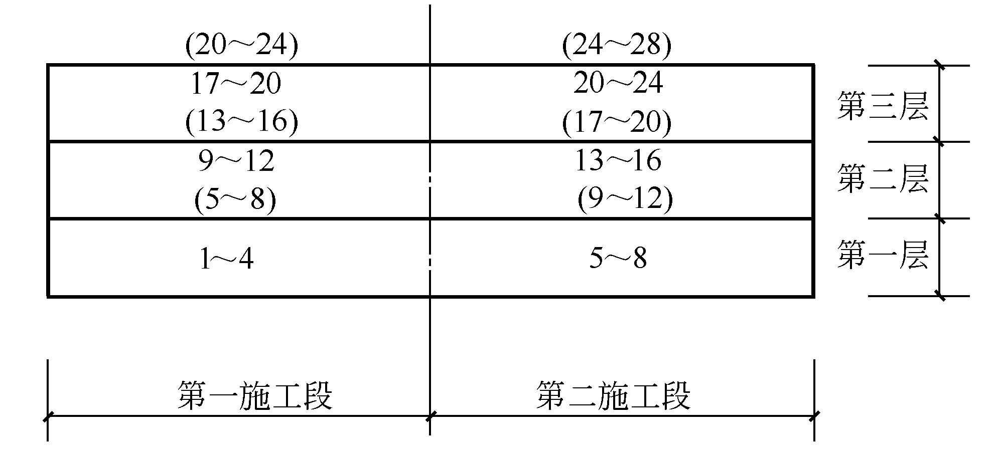 (20～24) (24～28)
17～20 20～24
第三层
(13～16) (17～20)
9～12 13～16
第二层
(5～8) (9～12)
1～4 5～8
第一层
第一施工段 第二施工段